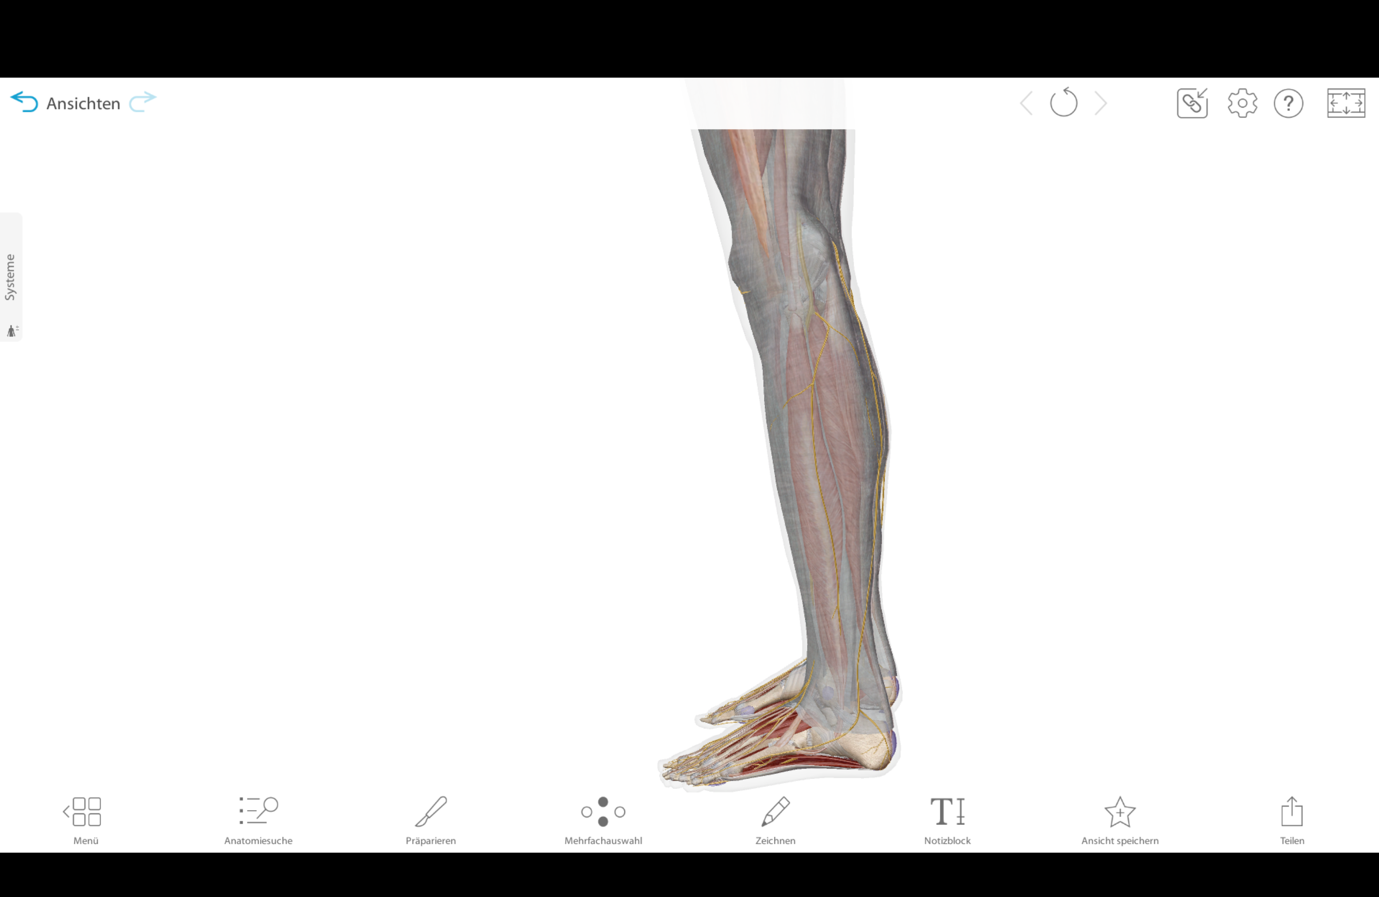 Ansichten
?
Systeme
Menü
Anatomiesuche
Präparieren
Mehrfachauswahl
Zeichnen
T
Notizblock
Ansicht speichern
Teilen